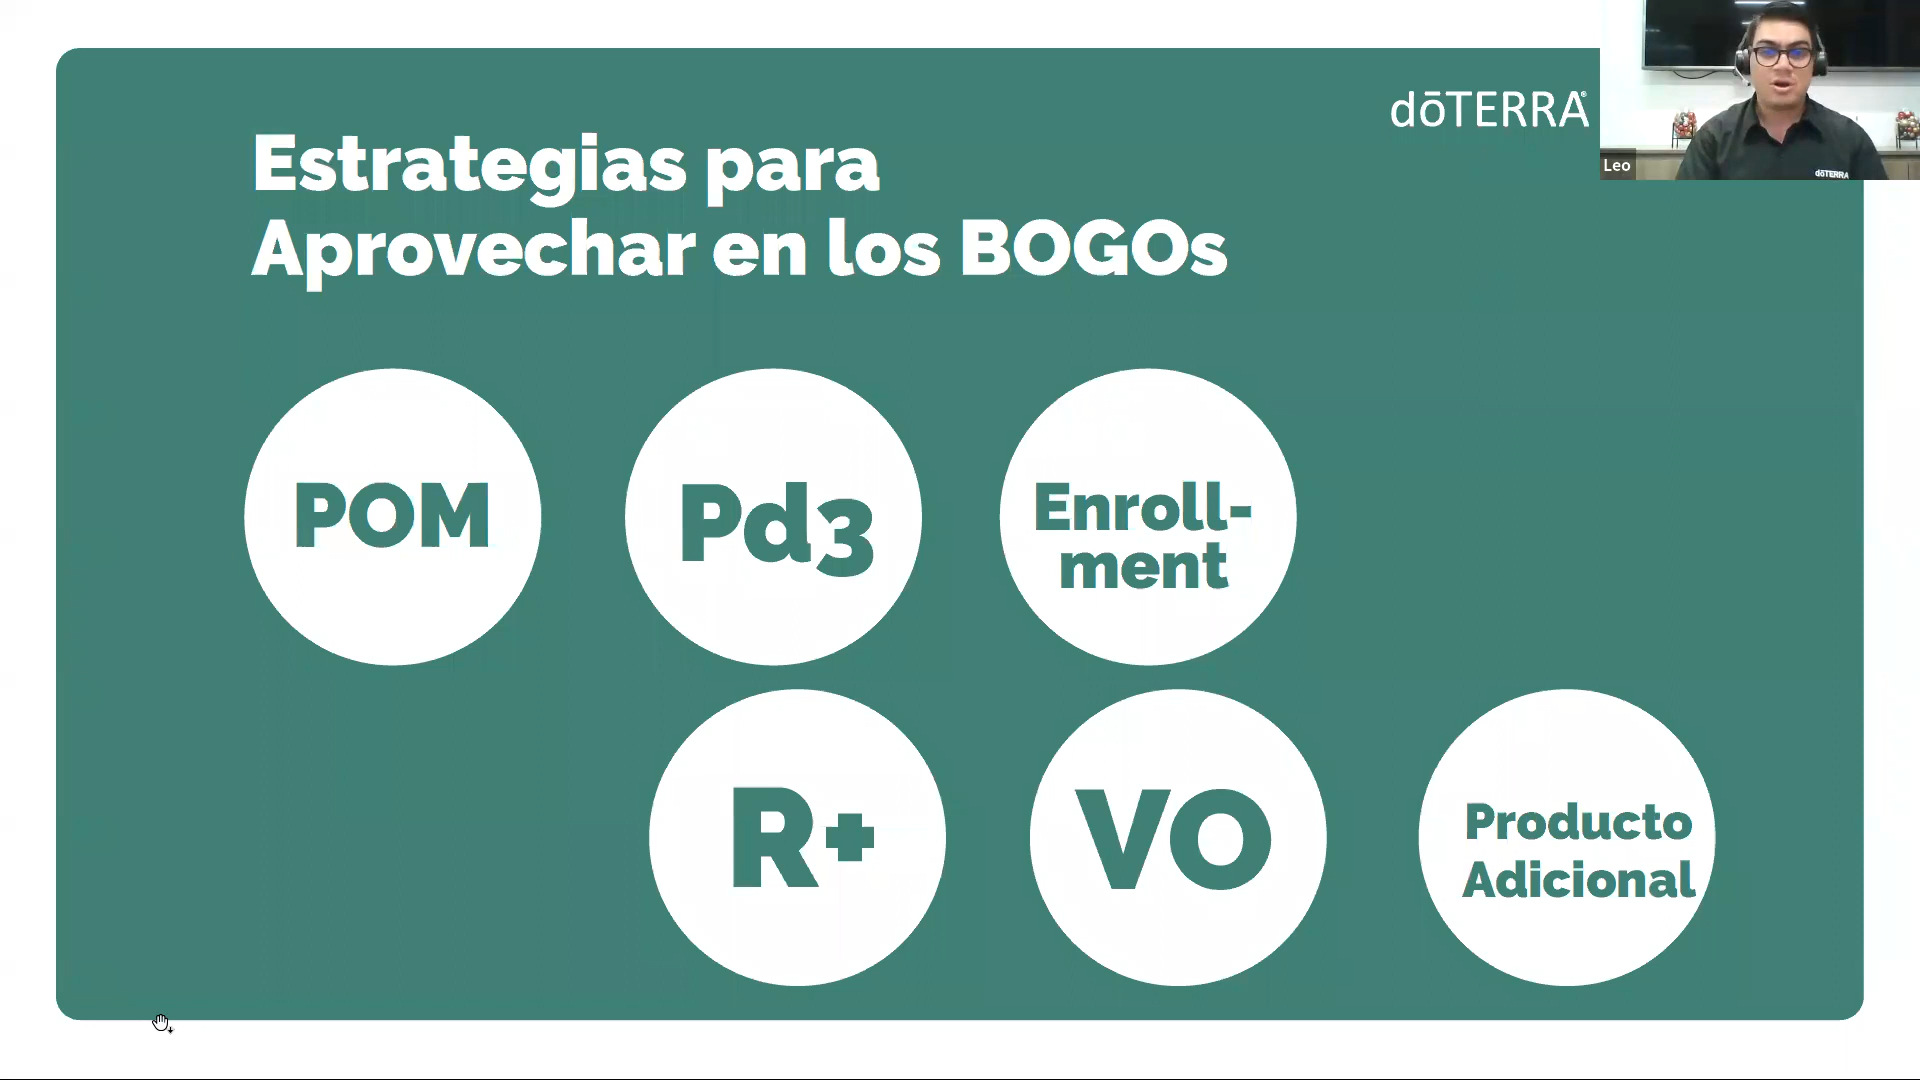 dōTERRA®
Leo
dōTERRA
Estrategias para
Aprovechar en los BOGOs
POM
Pd3
Enroll-
ment
R+
VO
Producto
Adicional